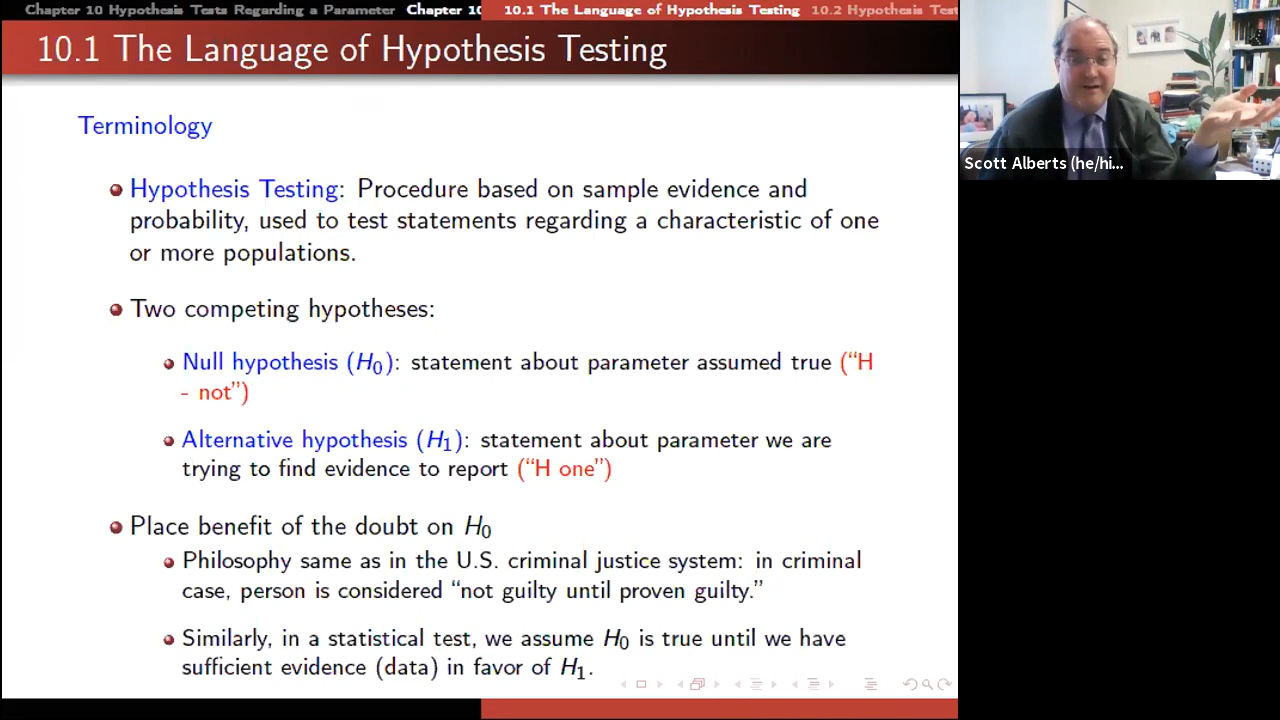 Chapter 10 Hypothesis Tests Regarding a Parameter Chapter 10 10.1 The Language of Hypothesis Testing 10.2 Hypothesis Test
10.1 The Language of Hypothesis Testing
Terminology
Hypothesis Testing: Procedure based on sample evidence and
probability, used to test statements regarding a characteristic of one
or more populations.
Two competing hypotheses:
Null hypothesis (H₀): statement about parameter assumed true ("H
- not")
Alternative hypothesis (H₁): statement about parameter we are
trying to find evidence to report ("H one")
Place benefit of the doubt on H₀
Philosophy same as in the U.S. criminal justice system: in criminal
case, person is considered "not guilty until proven guilty."
Similarly, in a statistical test, we assume H₀ is true until we have
sufficient evidence (data) in favor of H₁.
Scott Alberts (he/hi...